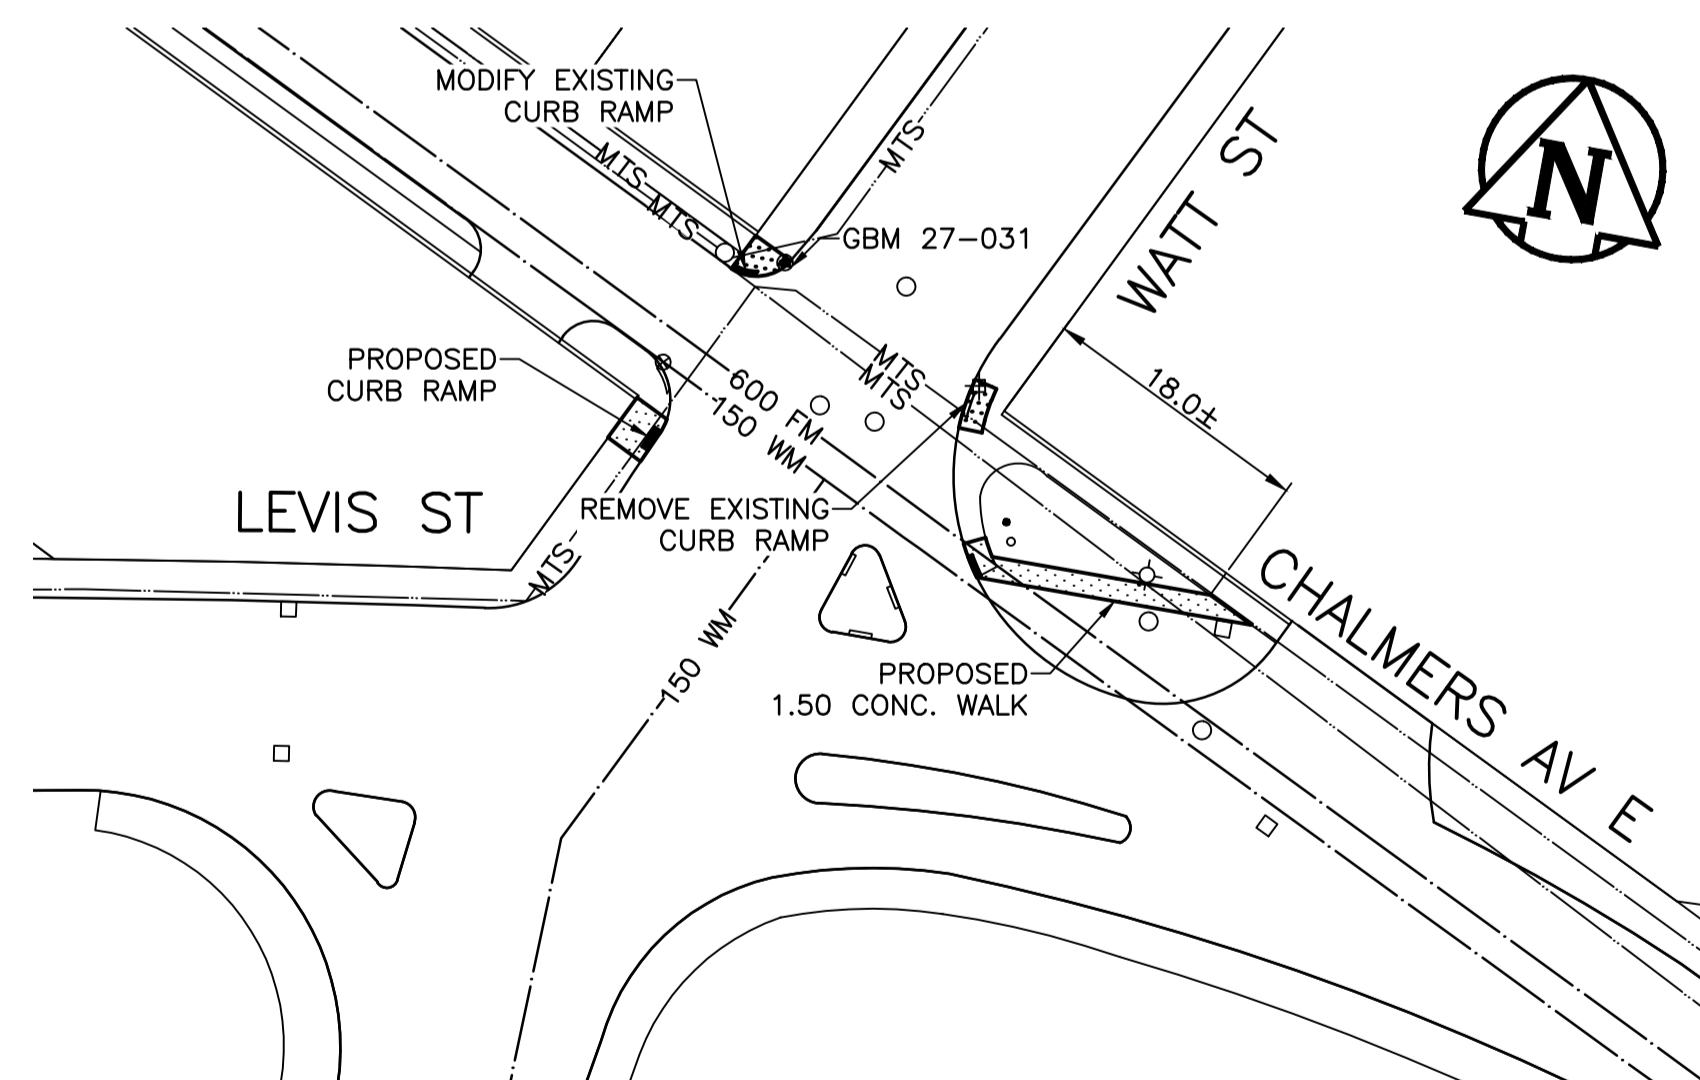 MODIFY EXISTING
CURB RAMP
MTS
MTS
MTS
GBM 27-031
WATT ST
N
PROPOSED
CURB RAMP
MTS
MTS
18.0±
600 FM
150 WM
LEVIS ST
REMOVE EXISTING
CURB RAMP
MTS
150 WM
PROPOSED
1.50 CONC. WALK
CHALMERS AV E